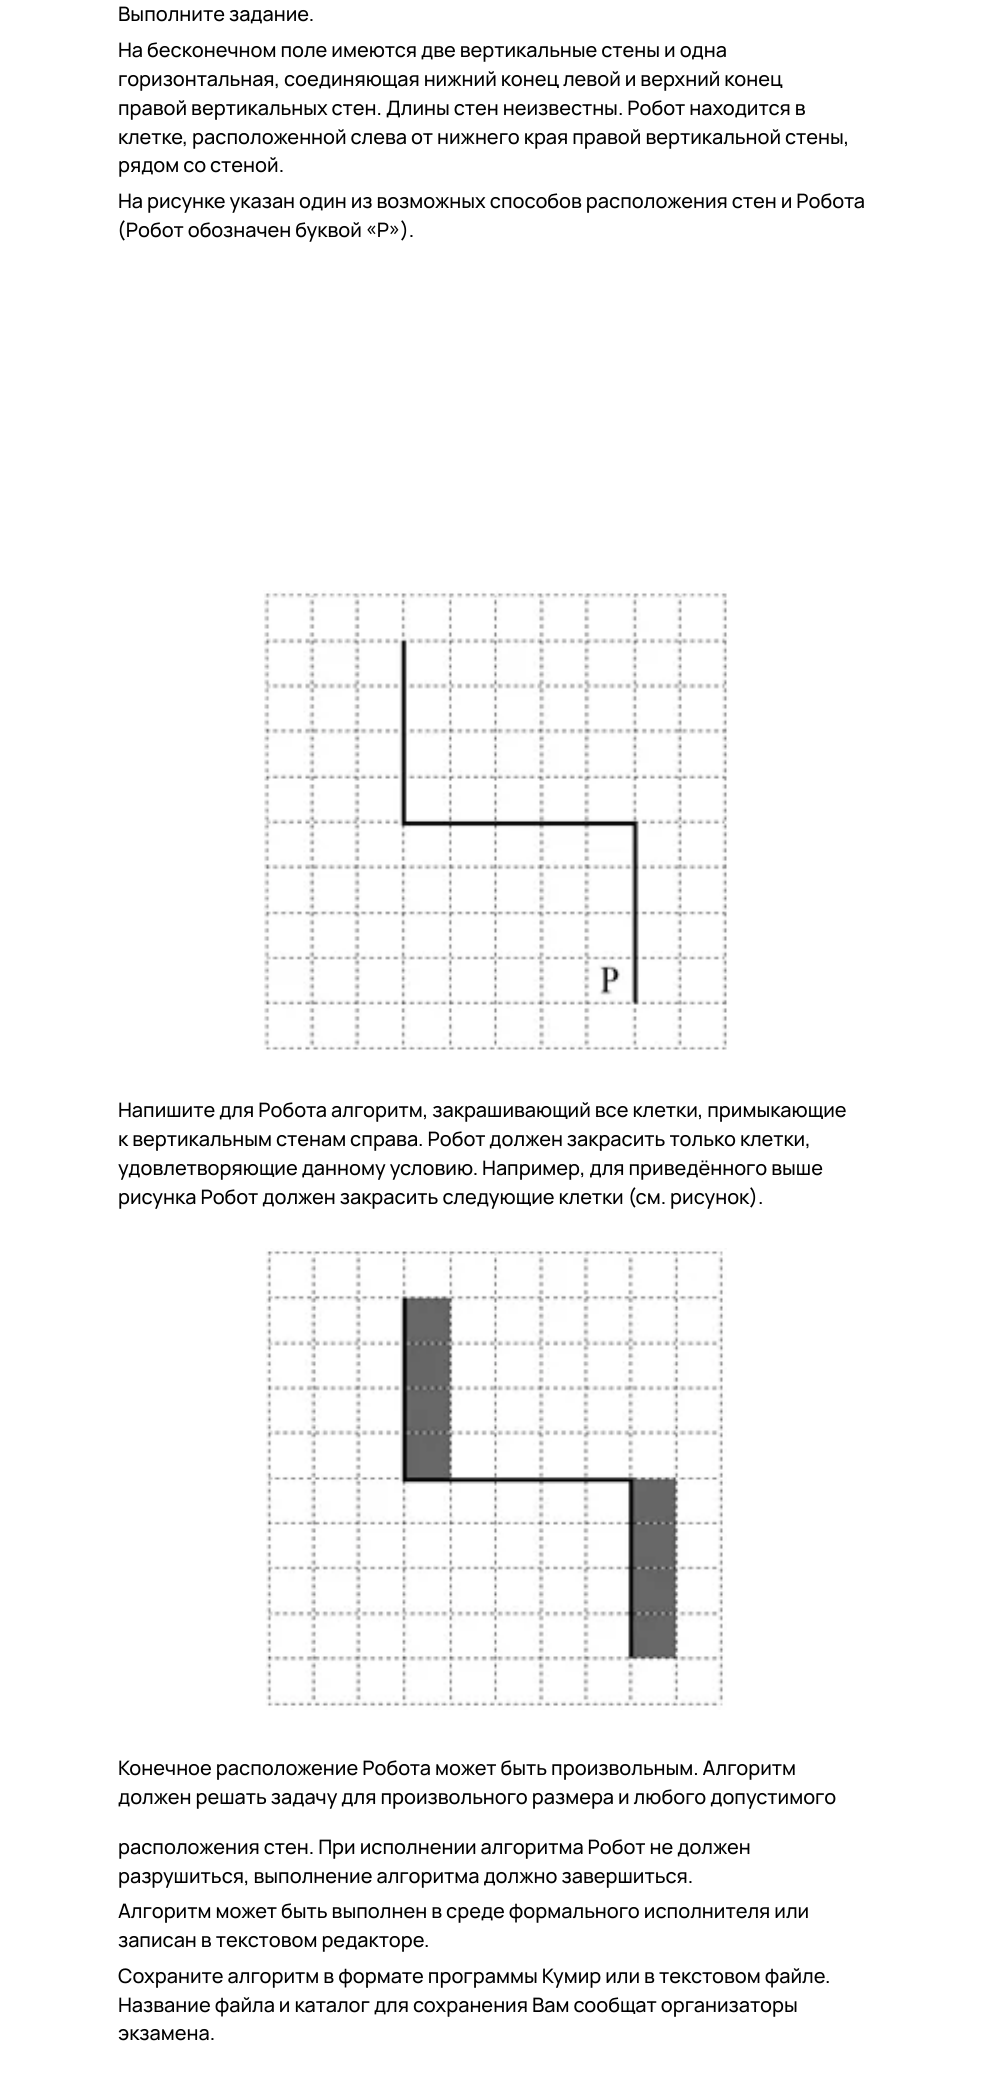 Выполните задание.
На бесконечном поле имеются две вертикальные стены и одна
горизонтальная, соединяющая нижний конец левой и верхний конец
правой вертикальных стен. Длины стен неизвестны. Робот находится в
клетке, расположенной слева от нижнего края правой вертикальной стены,
рядом со стеной.
На рисунке указан один из возможных способов расположения стен и Робота
(Робот обозначен буквой «Р»).
Р
Напишите для Робота алгоритм, закрашивающий все клетки, примыкающие
к вертикальным стенам справа. Робот должен закрасить только клетки,
удовлетворяющие данному условию. Например, для приведённого выше
рисунка Робот должен закрасить следующие клетки (см. рисунок).
Конечное расположение Робота может быть произвольным. Алгоритм
должен решать задачу для произвольного размера и любого допустимого
расположения стен. При исполнении алгоритма Робот не должен
разрушиться, выполнение алгоритма должно завершиться.
Алгоритм может быть выполнен в среде формального исполнителя или
записан в текстовом редакторе.
Сохраните алгоритм в формате программы Кумир или в текстовом файле.
Название файла и каталог для сохранения Вам сообщат организаторы
экзамена.